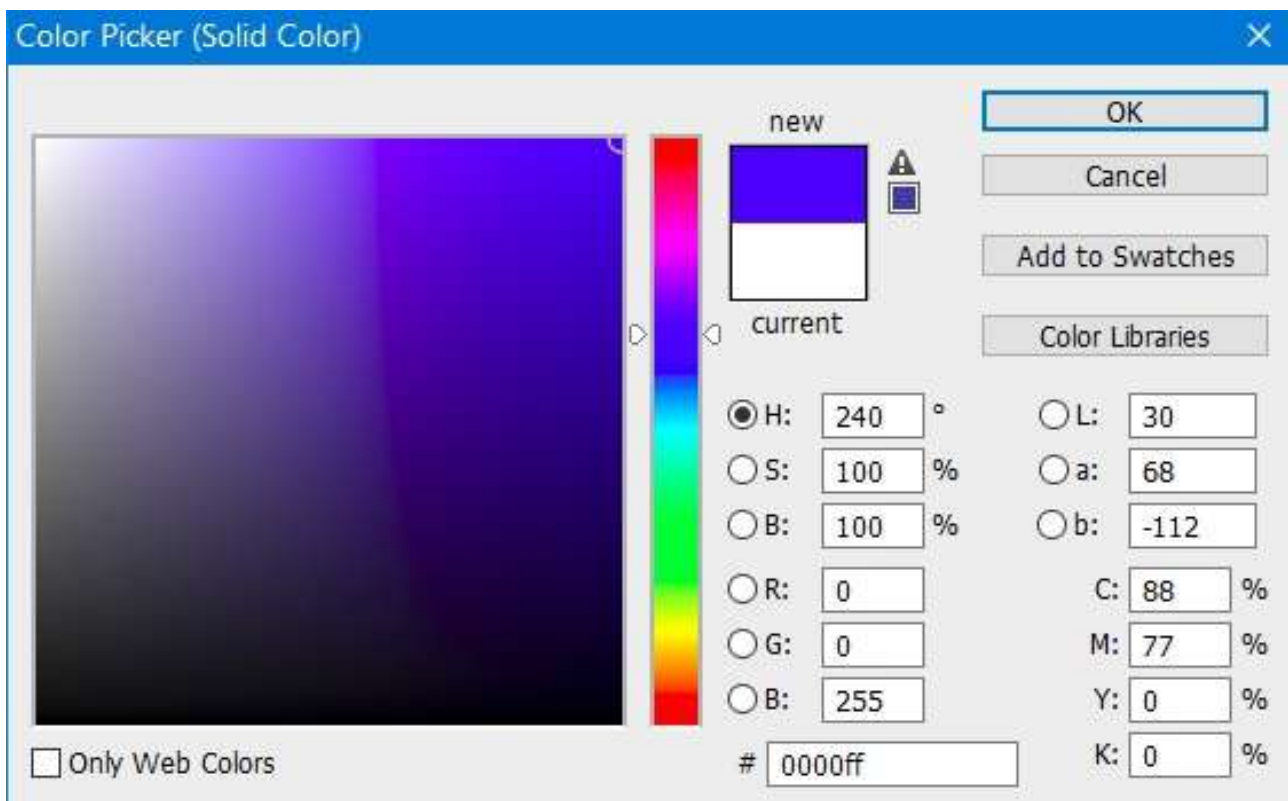 Color Picker (Solid Color)
new
current
OK
Cancel
Add to Swatches
Color Libraries
H: 240 °
S: 100 %
B: 100 %
R: 0
G: 0
B: 255
# 0000ff
L: 30
a: 68
b: -112
C: 88 %
M: 77 %
Y: 0 %
K: 0 %
Only Web Colors